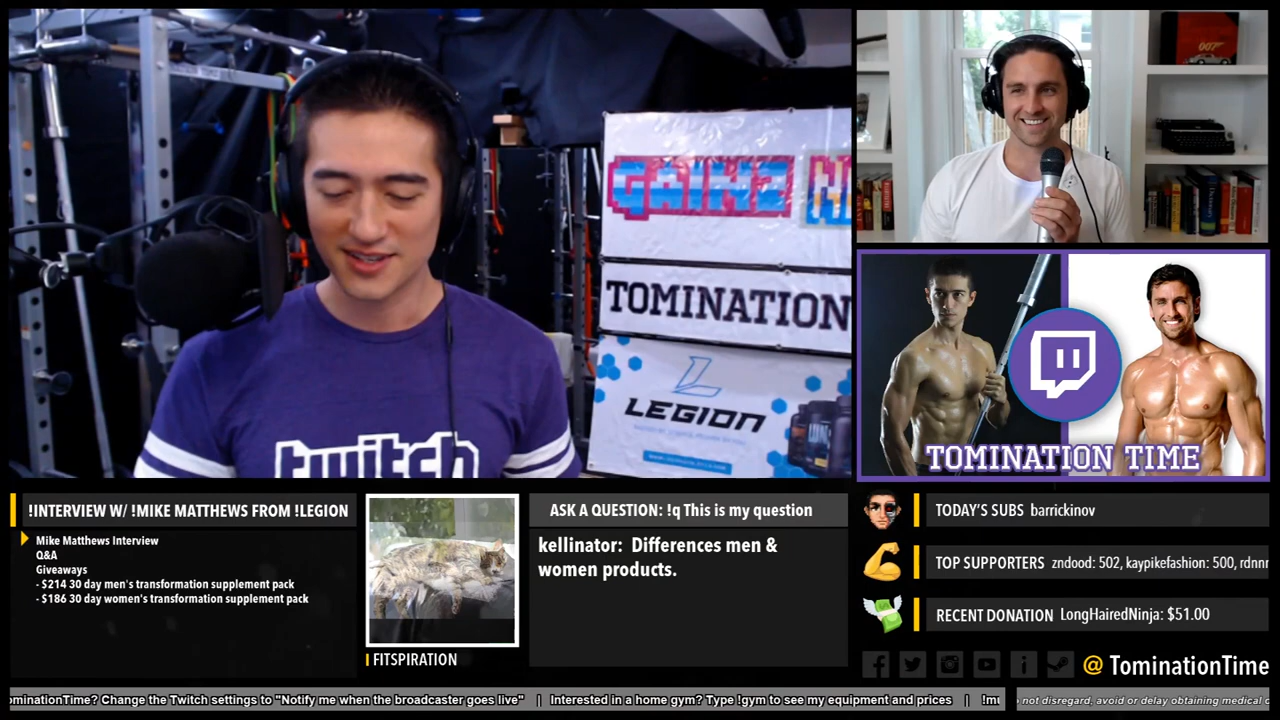 007
GAINZ
TOMINATION
LEGION
twitch
TOMINATION TIME
!INTERVIEW W/ !MIKE MATTHEWS FROM !LEGION
Mike Matthews Interview
Q&A
Giveaways
- $214 30 day men's transformation supplement pack
- $186 30 day women's transformation supplement pack
FITSPIRATION
ASK A QUESTION: !q This is my question
kellinator: Differences men &
women products.
TODAY'S SUBS barrickinov
TOP SUPPORTERS zndood: 502, kaypikefashion: 500, rdnnr
RECENT DONATION LongHairedNinja: $51.00
@ TominationTime
ominationTime? Change the Twitch settings to "Notify me when the broadcaster goes live" | Interested in a home gym? Type !gym to see my equipment and prices | !mu
not disregard, avoid or delay obtaining medical